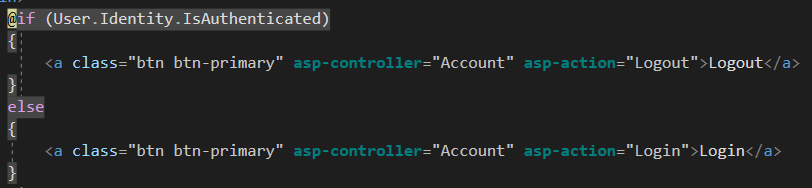 @if (User.Identity.IsAuthenticated)
{
<a class="btn btn-primary" asp-controller="Account" asp-action="Logout">Logout</a>
}
else
{
<a class="btn btn-primary" asp-controller="Account" asp-action="Login">Login</a>
}